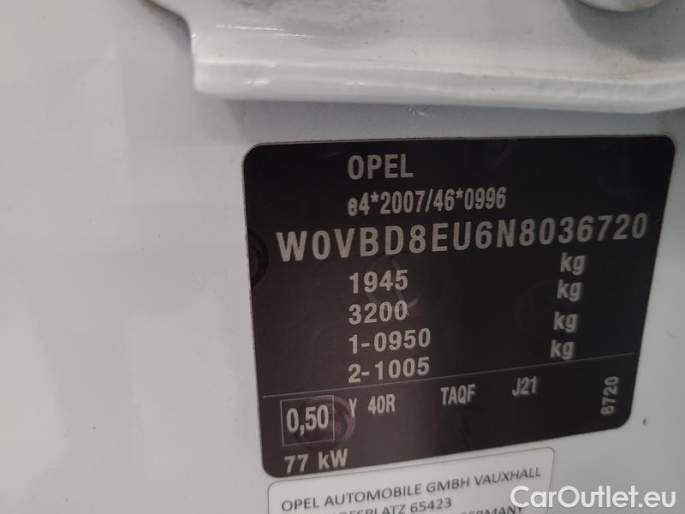 OPEL
e4*2007/46*0996
W0VBD8EU6N8036720
1945 kg
3200 kg
1-0950 kg
2-1005 kg
0,50 Y 40R TAQF J21
77 kW
6720
OPEL AUTOMOBILE GMBH VAUXHALL
65423
CarOutlet.eu